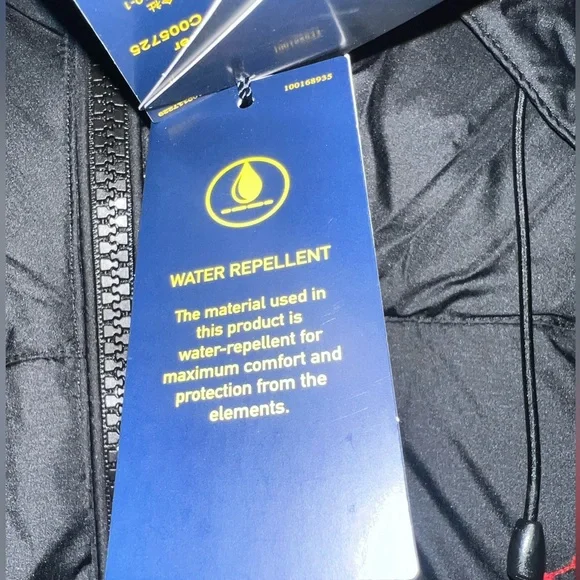 C005725
100168935
WATER REPELLENT
The material used in
this product is
water-repellent for
maximum comfort and
protection from the
elements.